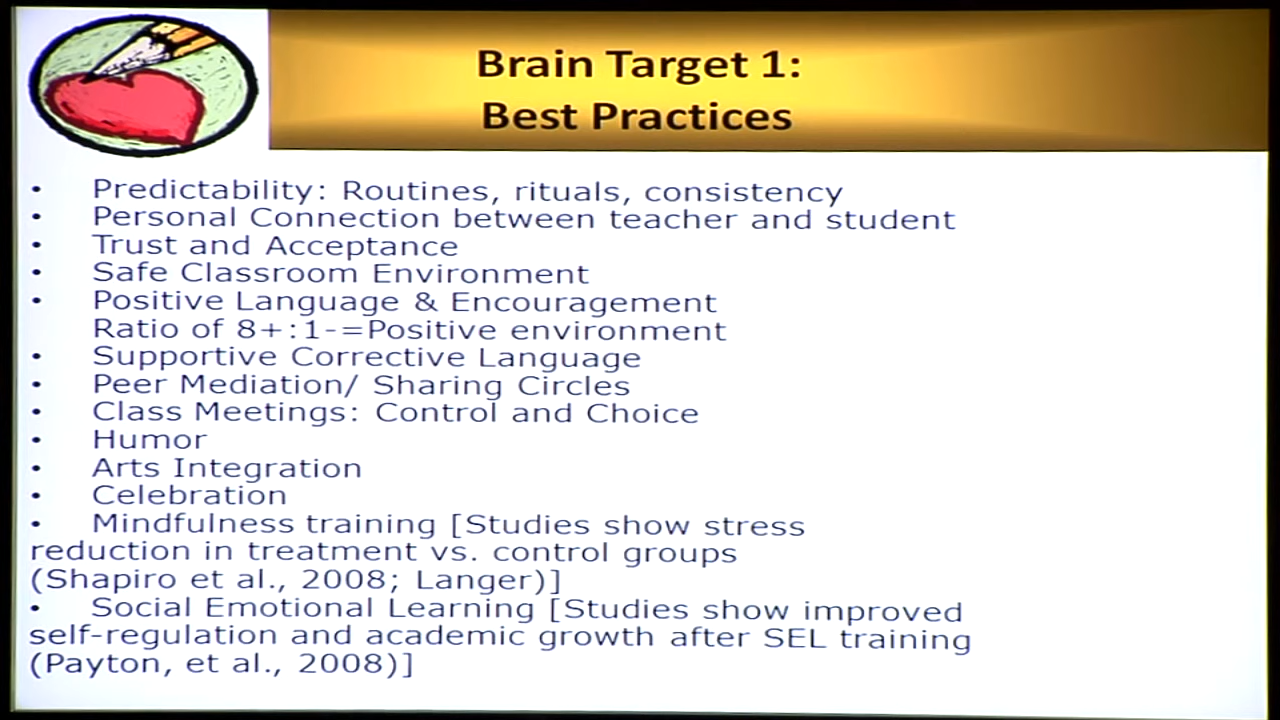 Brain Target 1:
Best Practices
• Predictability: Routines, rituals, consistency
• Personal Connection between teacher and student
• Trust and Acceptance
• Safe Classroom Environment
• Positive Language & Encouragement
Ratio of 8+:1-=Positive environment
• Supportive Corrective Language
• Peer Mediation/ Sharing Circles
• Class Meetings: Control and Choice
• Humor
• Arts Integration
• Celebration
• Mindfulness training [Studies show stress
reduction in treatment vs. control groups
(Shapiro et al., 2008; Langer)]
• Social Emotional Learning [Studies show improved
self-regulation and academic growth after SEL training
(Payton, et al., 2008)]